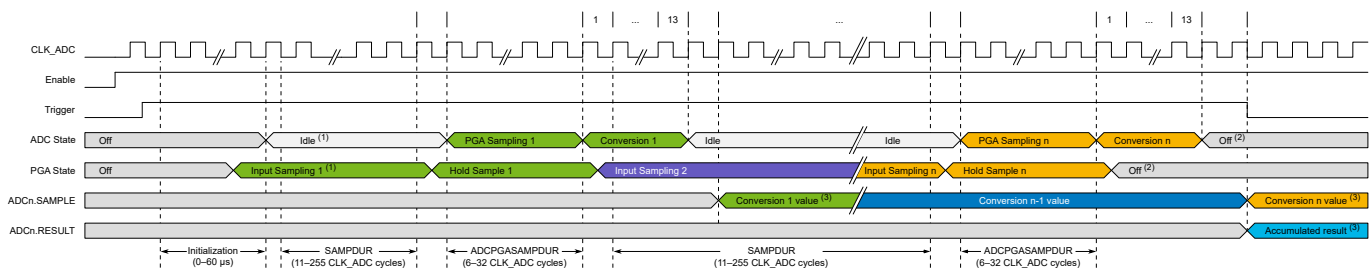 1 ... 13 ... 1 ... 13
CLK_ADC
Enable
Trigger
ADC State Off Idle (1) PGA Sampling 1 Conversion 1 Idle Idle PGA Sampling n Conversion n Off (2)
PGA State Off Input Sampling 1 (1) Hold Sample 1 Input Sampling 2 Input Sampling n Hold Sample n Off (2)
ADCn.SAMPLE Conversion 1 value (3) Conversion n-1 value Conversion n value (3)
ADCn.RESULT Accumulated result (3)
Initialization SAMPDUR ADCPGASAMPDUR SAMPDUR ADCPGASAMPDUR
(0–60 µs) (11–255 CLK_ADC cycles) (6–32 CLK_ADC cycles) (11–255 CLK_ADC cycles) (6–32 CLK_ADC cycles)